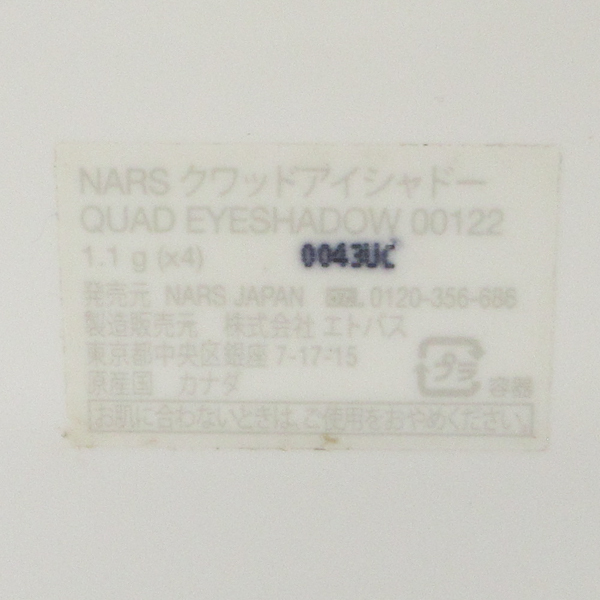 NARS クワッドアイシャドー
QUAD EYESHADOW 00122
1.1 g (x4) 0043UC
発売元 NARS JAPAN 0120-356-686
製造販売元 株式会社 エトバス
東京都中央区銀座 7-17-15
原産国 カナダ
プラ 容器
お肌に合わないときは、ご使用をおやめください。